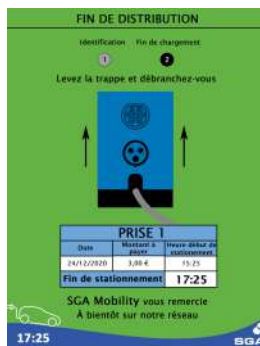 FIN DE DISTRIBUTION
Identification Fin de chargement
1 2
Levez la trappe et débranchez-vous
PRISE 1
Date Montant à payer Heure début de stationnement
24/12/2020 3,00 € 15:25
Fin de stationnement 17:25
SGA Mobility vous remercie
À bientôt sur notre réseau
17:25
SGA